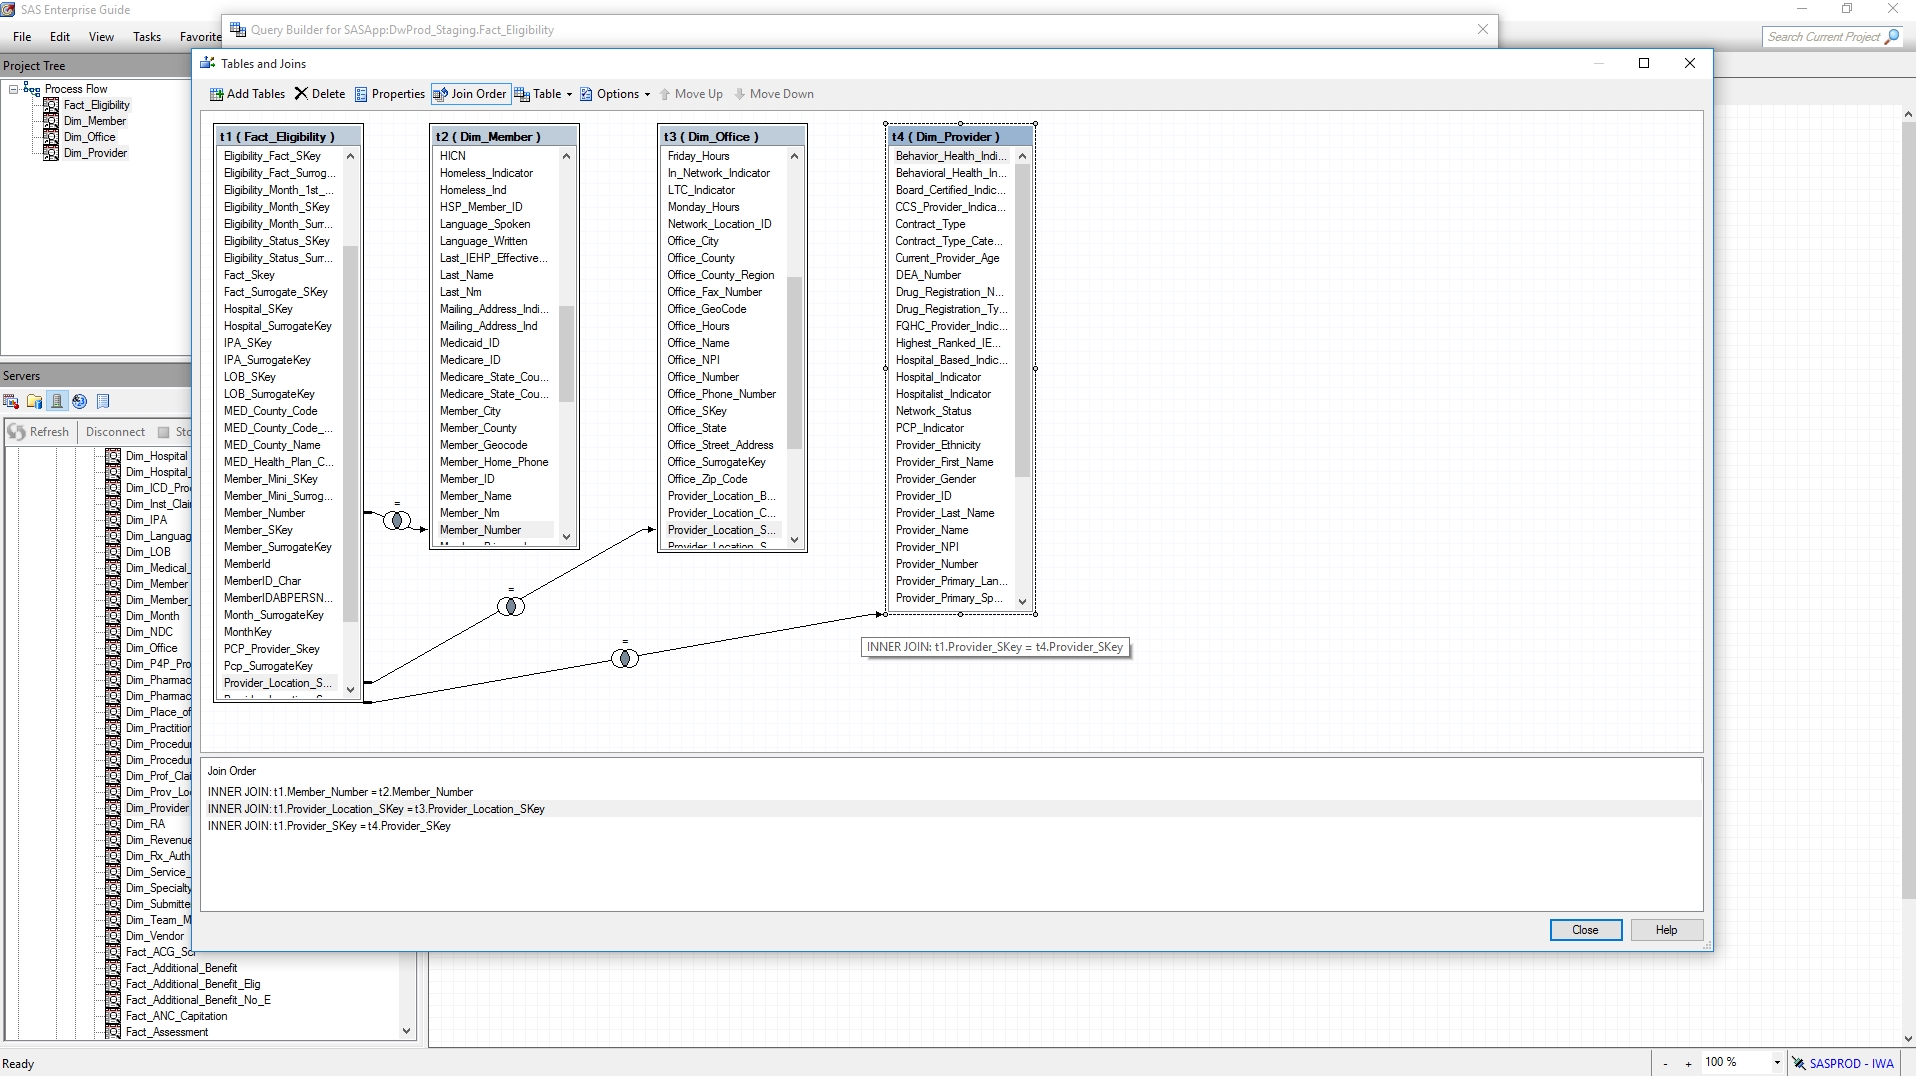 SAS Enterprise Guide
File Edit View Tasks Favorite
Query Builder for SASApp:DwProd_Staging.Fact_Eligibility
Search Current Project
Project Tree
Process Flow
Fact_Eligibility
Dim_Member
Dim_Office
Dim_Provider
Tables and Joins
Add Tables Delete Properties Join Order Table Options Move Up Move Down
t1 ( Fact_Eligibility )
Eligibility_Fact_SKey
Eligibility_Fact_Surrog...
Eligibility_Month_1st_...
Eligibility_Month_SKey
Eligibility_Month_Surr...
Eligibility_Status_SKey
Eligibility_Status_Surr...
Fact_Skey
Fact_Surrogate_SKey
Hospital_SKey
Hospital_SurrogateKey
IPA_SKey
IPA_SurrogateKey
LOB_SKey
LOB_SurrogateKey
MED_County_Code
MED_County_Code_...
MED_County_Name
MED_Health_Plan_C...
Member_Mini_SKey
Member_Mini_Surrog...
Member_Number
Member_SKey
Member_SurrogateKey
MemberId
MemberID_Char
MemberIDABPERSN...
Month_SurrogateKey
MonthKey
PCP_Provider_Skey
Pcp_SurrogateKey
Provider_Location_S...
t2 ( Dim_Member )
HICN
Homeless_Indicator
Homeless_Ind
HSP_Member_ID
Language_Spoken
Language_Written
Last_IEHP_Effective...
Last_Name
Last_Nm
Mailing_Address_Indi...
Mailing_Address_Ind
Medicaid_ID
Medicare_ID
Medicare_State_Cou...
Medicare_State_Cou...
Member_City
Member_County
Member_Geocode
Member_Home_Phone
Member_ID
Member_Name
Member_Nm
Member_Number
t3 ( Dim_Office )
Friday_Hours
In_Network_Indicator
LTC_Indicator
Monday_Hours
Network_Location_ID
Office_City
Office_County
Office_County_Region
Office_Fax_Number
Office_GeoCode
Office_Hours
Office_Name
Office_NPI
Office_Number
Office_Phone_Number
Office_SKey
Office_State
Office_Street_Address
Office_SurrogateKey
Office_Zip_Code
Provider_Location_B...
Provider_Location_C...
Provider_Location_S...
Provider_Location_S
t4 ( Dim_Provider )
Behavior_Health_Indi...
Behavioral_Health_In...
Board_Certified_Indic...
CCS_Provider_Indica...
Contract_Type
Contract_Type_Cate...
Current_Provider_Age
DEA_Number
Drug_Registration_N...
Drug_Registration_Ty...
FQHC_Provider_Indic...
Highest_Ranked_IE...
Hospital_Based_Indic...
Hospital_Indicator
Hospitalist_Indicator
Network_Status
PCP_Indicator
Provider_Ethnicity
Provider_First_Name
Provider_Gender
Provider_ID
Provider_Last_Name
Provider_Name
Provider_NPI
Provider_Number
Provider_Primary_Lan...
Provider_Primary_Sp...
=
=
=
INNER JOIN: t1.Provider_SKey = t4.Provider_SKey
Join Order
INNER JOIN: t1.Member_Number = t2.Member_Number
INNER JOIN: t1.Provider_Location_SKey = t3.Provider_Location_SKey
INNER JOIN: t1.Provider_SKey = t4.Provider_SKey
Close Help
Servers
Refresh Disconnect Sto
Dim_Hospital
Dim_Hospital_
Dim_ICD_Pro
Dim_Inst_Clai
Dim_IPA
Dim_Languag
Dim_LOB
Dim_Medical_
Dim_Member
Dim_Member_
Dim_Month
Dim_NDC
Dim_Office
Dim_P4P_Pro
Dim_Pharmac
Dim_Pharmac
Dim_Place_of
Dim_Practition
Dim_Procedu
Dim_Procedu
Dim_Prof_Clai
Dim_Prov_Lo
Dim_Provider
Dim_RA
Dim_Revenue
Dim_Rx_Auth
Dim_Service_
Dim_Specialty
Dim_Submitte
Dim_Team_M
Dim_Vendor
Fact_ACG_Scr
Fact_Additional_Benefit
Fact_Additional_Benefit_Elig
Fact_Additional_Benefit_No_E
Fact_ANC_Capitation
Fact_Assessment
Ready
- + 100 % SASPROD - IWA